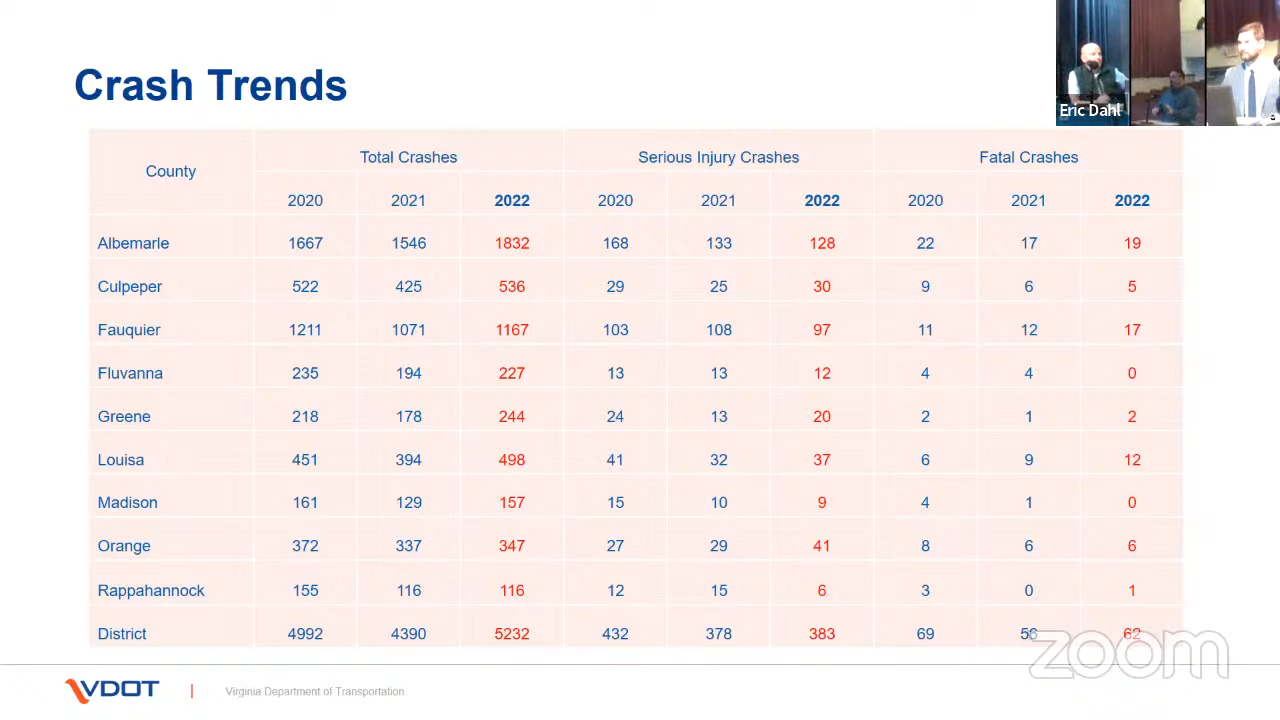 Crash Trends
Eric Dahl
County Total Crashes Serious Injury Crashes Fatal Crashes
2020 2021 2022 2020 2021 2022 2020 2021 2022
Albemarle 1667 1546 1832 168 133 128 22 17 19
Culpeper 522 425 536 29 25 30 9 6 5
Fauquier 1211 1071 1167 103 108 97 11 12 17
Fluvanna 235 194 227 13 13 12 4 4 0
Greene 218 178 244 24 13 20 2 1 2
Louisa 451 394 498 41 32 37 6 9 12
Madison 161 129 157 15 10 9 4 1 0
Orange 372 337 347 27 29 41 8 6 6
Rappahannock 155 116 116 12 15 6 3 0 1
District 4992 4390 5232 432 378 383 69 56 62
zoom
VDOT | Virginia Department of Transportation